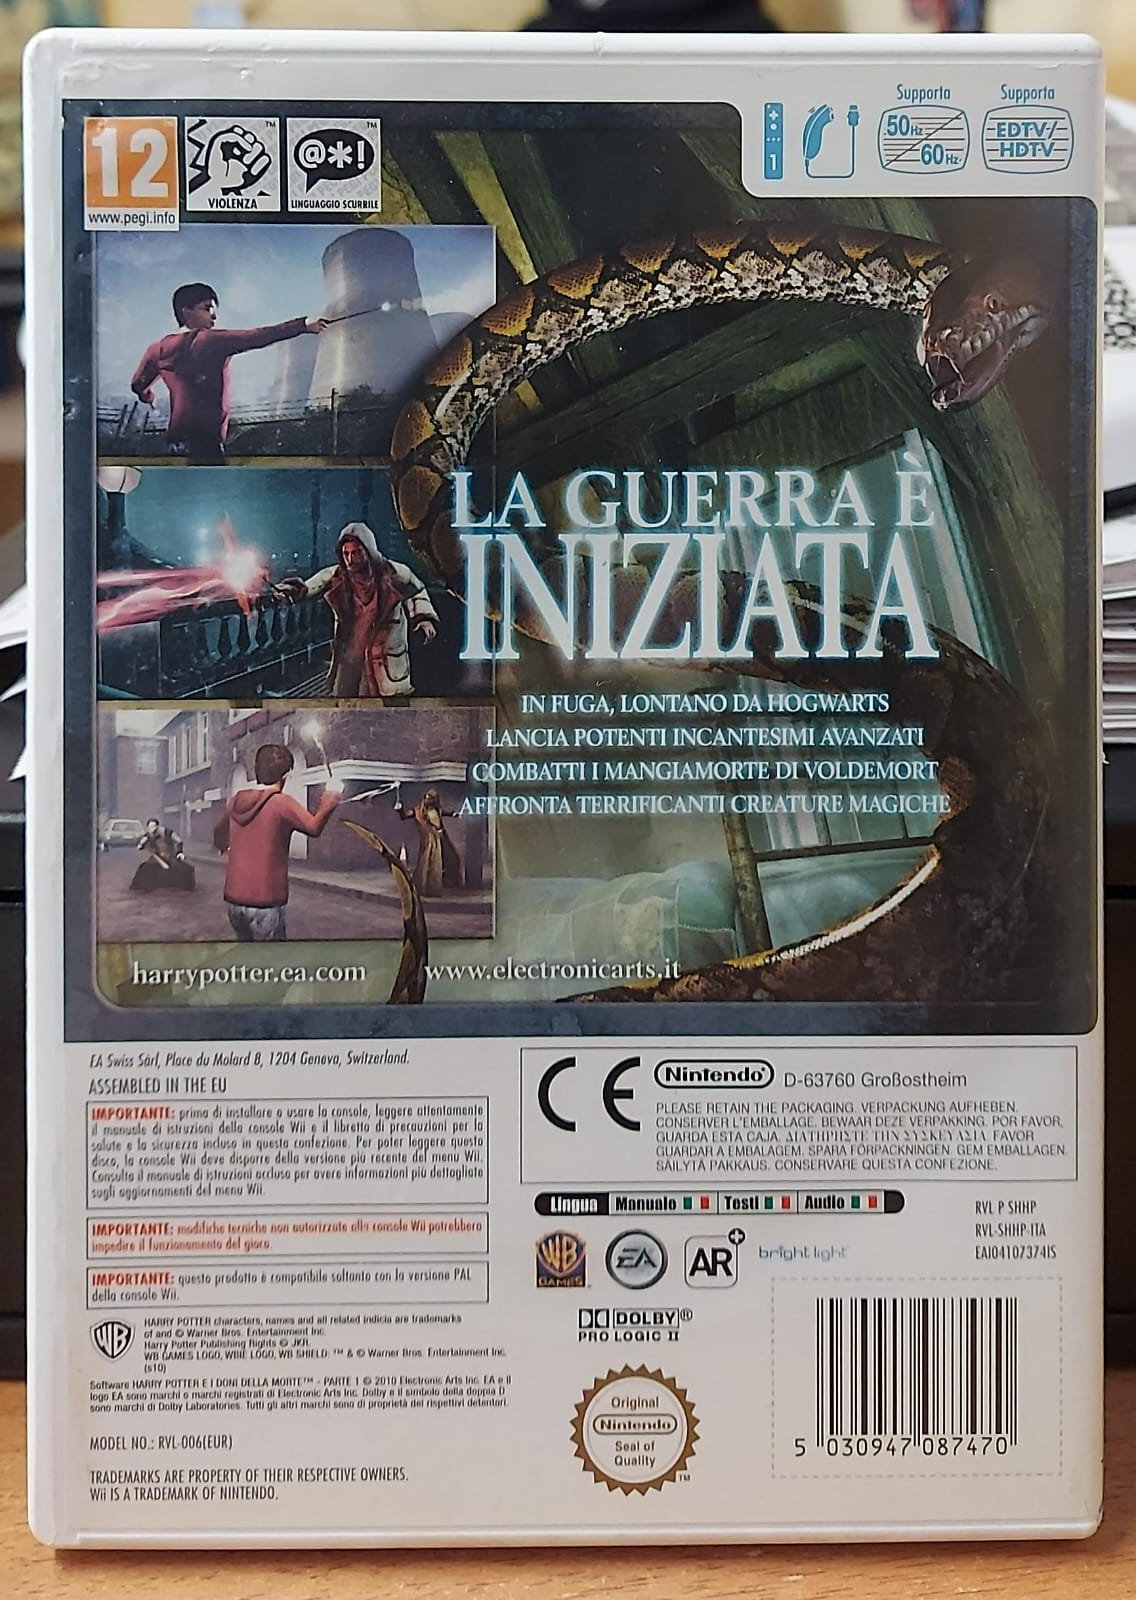 Supporta
50Hz
60Hz
Supporta
EDTV/
HDTV
1
12
www.pegi.info
VIOLENZA
TM
@*!
LINGUAGGIO SCURRILE
TM
LA GUERRA È
INIZIATA
IN FUGA, LONTANO DA HOGWARTS
LANCIA POTENTI INCANTESIMI AVANZATI
COMBATTI I MANGIAMORTE DI VOLDEMORT
AFFRONTA TERRIFICANTI CREATURE MAGICHE
harrypotter.ea.com
www.electronicarts.it
EA Swiss Sàrl, Place du Molard 8, 1204 Geneva, Switzerland.
ASSEMBLED IN THE EU
IMPORTANTE: prima di installare o usare la console, leggere attentamente
il manuale di istruzioni della console Wii e il libretto di precauzioni per la
salute e la sicurezza incluso in questa confezione. Per poter leggere questo
disco, la console Wii deve disporre della versione più recente del menu Wii.
Consulta il manuale di istruzioni accluso per avere informazioni più dettagliate
sugli aggiornamenti del menu Wii.
IMPORTANTE: modifiche tecniche non autorizzate alla console Wii potrebbero
impedire il funzionamento del gioco.
IMPORTANTE: questo prodotto è compatibile soltanto con la versione PAL
della console Wii.
WB
HARRY POTTER characters, names and all related indicia are trademarks
of and © Warner Bros. Entertainment Inc.
Harry Potter Publishing Rights © JKR.
WB GAMES LOGO, WBIE LOGO, WB SHIELD: ™ & © Warner Bros. Entertainment Inc.
(s10)
Software HARRY POTTER E I DONI DELLA MORTE™ - PARTE 1 © 2010 Electronic Arts Inc. EA e il
logo EA sono marchi o marchi registrati di Electronic Arts Inc. Dolby e il simbolo della doppia D
sono marchi di Dolby Laboratories. Tutti gli altri marchi sono di proprietà dei rispettivi detentori.
MODEL NO.: RVL-006(EUR)
TRADEMARKS ARE PROPERTY OF THEIR RESPECTIVE OWNERS.
Wii IS A TRADEMARK OF NINTENDO.
CE
Nintendo®
D-63760 Großostheim
PLEASE RETAIN THE PACKAGING. VERPACKUNG AUFHEBEN.
CONSERVER L'EMBALLAGE. BEWAAR DEZE VERPAKKING. POR FAVOR,
GUARDA ESTA CAJA. ΔΙΑΤΗΡΗΣΤΕ ΤΗΝ ΣΥΣΚΕΥΑΣΙΑ. FAVOR
GUARDAR A EMBALAGEM. SPARA FÖRPACKNINGEN. GEM EMBALLAGEN.
SÄILYTÄ PAKKAUS. CONSERVARE QUESTA CONFEZIONE.
Lingua Manuale Testi Audio
RVL P SHHP
RVL-SHHP-ITA
EAI04107374IS
WB
GAMES
EA
AR+
bright light
DOLBY®
PRO LOGIC II
Original
Nintendo
Seal of
Quality
TM
5 030947 087470